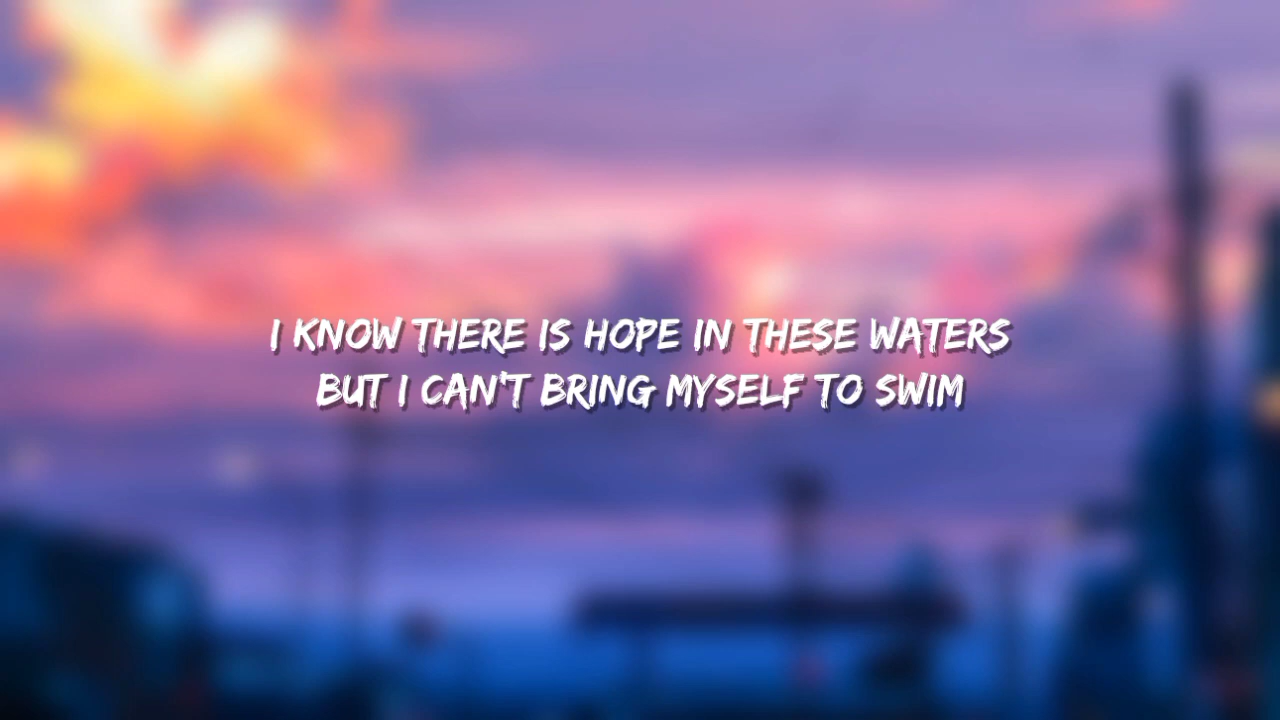 I KNOW THERE IS HOPE IN THESE WATERS
BUT I CAN'T BRING MYSELF TO SWIM